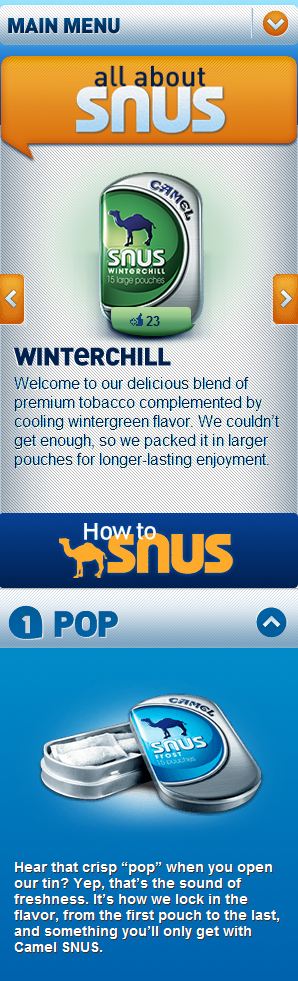 MAIN MENU
all about
snus
CAMEL
snus
WINTERCHILL
15 large pouches
23
WINTERCHILL
Welcome to our delicious blend of
premium tobacco complemented by
cooling wintergreen flavor. We couldn't
get enough, so we packed it in larger
pouches for longer-lasting enjoyment.
How to
snus
1 POP
CAMEL
snus
FROST
15 pouches
Hear that crisp “pop” when you open
our tin? Yep, that's the sound of
freshness. It's how we lock in the
flavor, from the first pouch to the last,
and something you'll only get with
Camel SNUS.